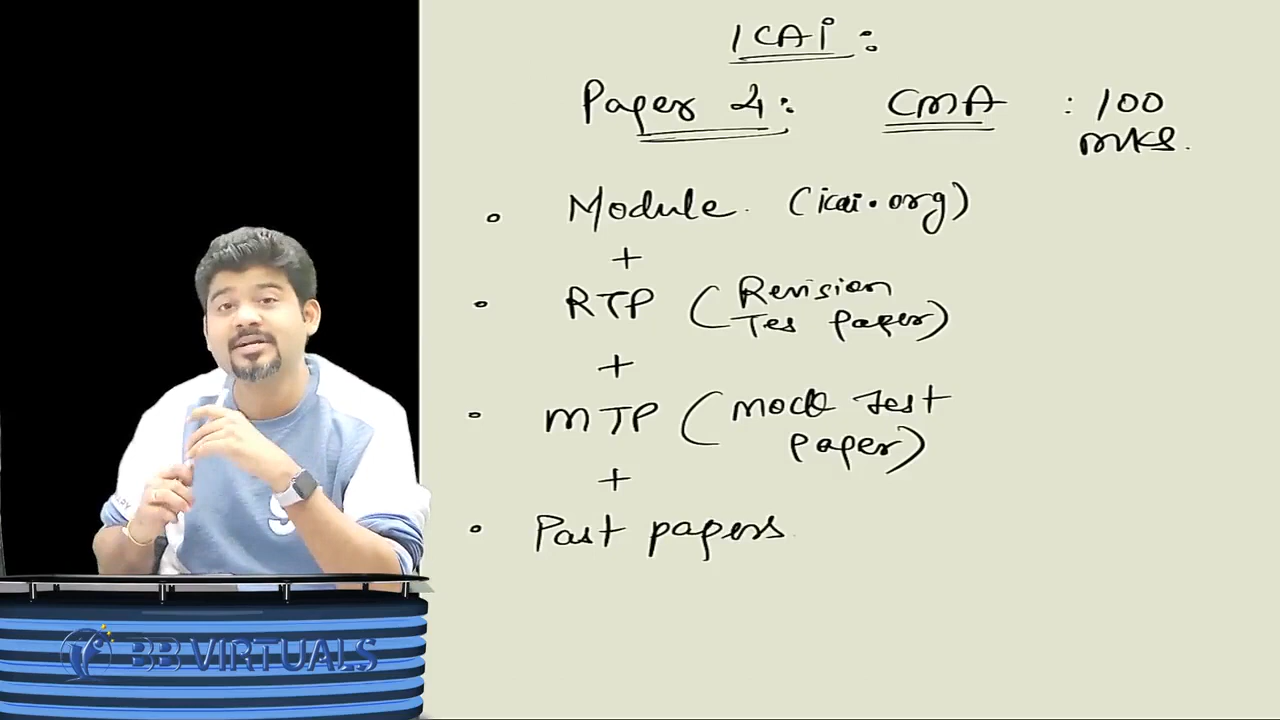 ICAI :
Paper 4 : CMA : 100
mks.
• Module. (icai.org)
+
• RTP (Revision
Tes paper)
+
• MTP (Mock Test
paper)
+
• Past papers
BB VIRTUALS